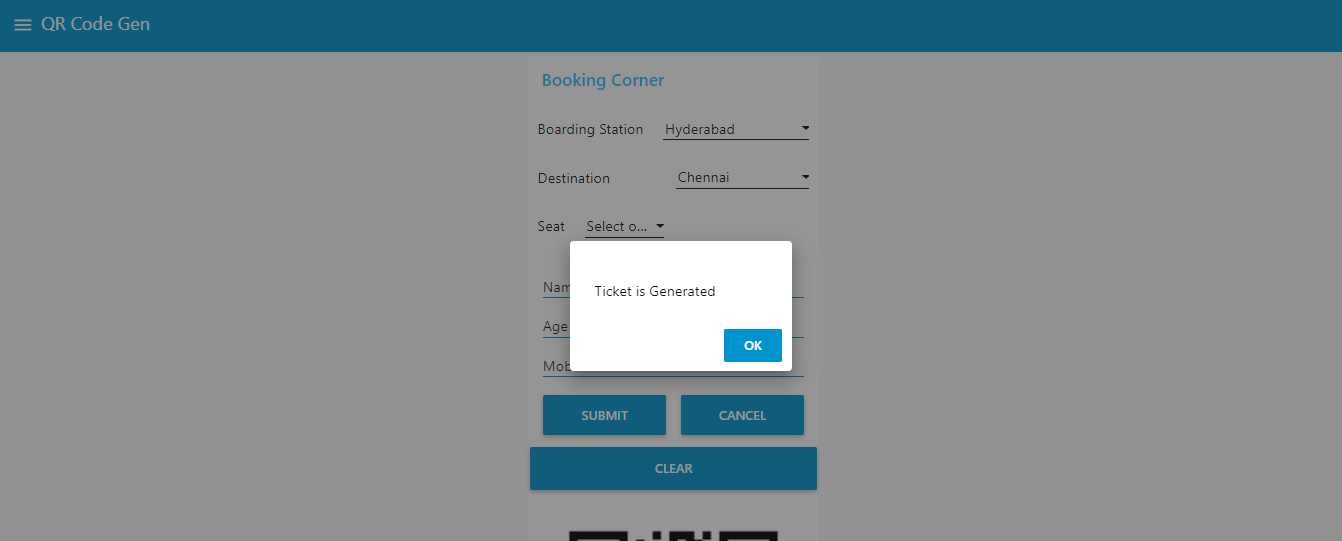 QR Code Gen
Booking Corner
Boarding Station Hyderabad
Destination Chennai
Seat Select o...
Ticket is Generated
Age
OK
SUBMIT CANCEL
CLEAR